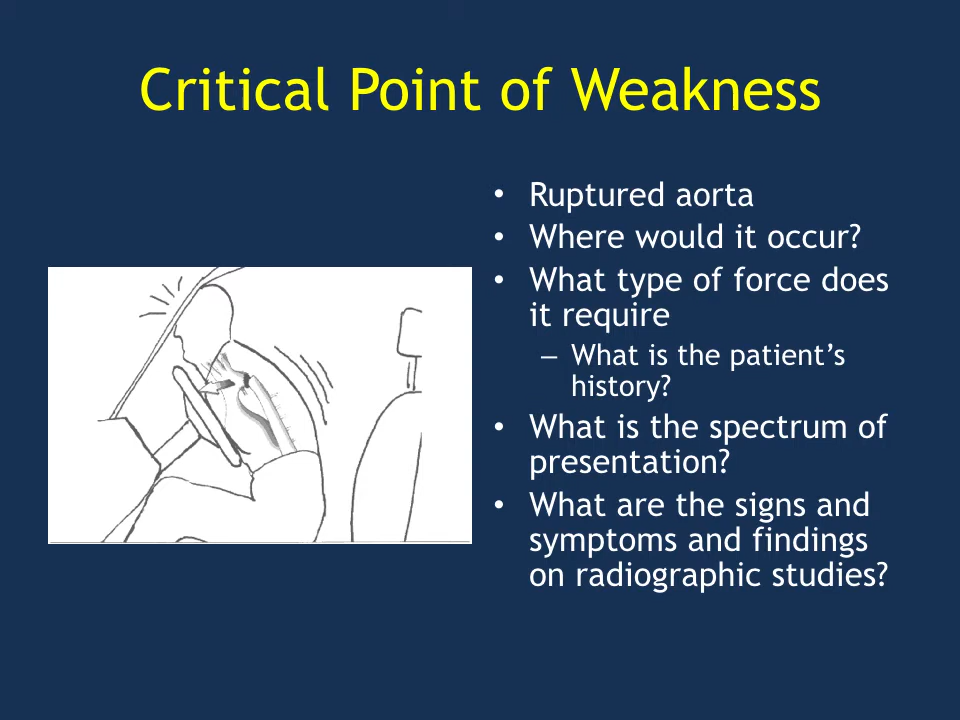 Critical Point of Weakness
• Ruptured aorta
• Where would it occur?
• What type of force does
it require
– What is the patient’s
history?
• What is the spectrum of
presentation?
• What are the signs and
symptoms and findings
on radiographic studies?